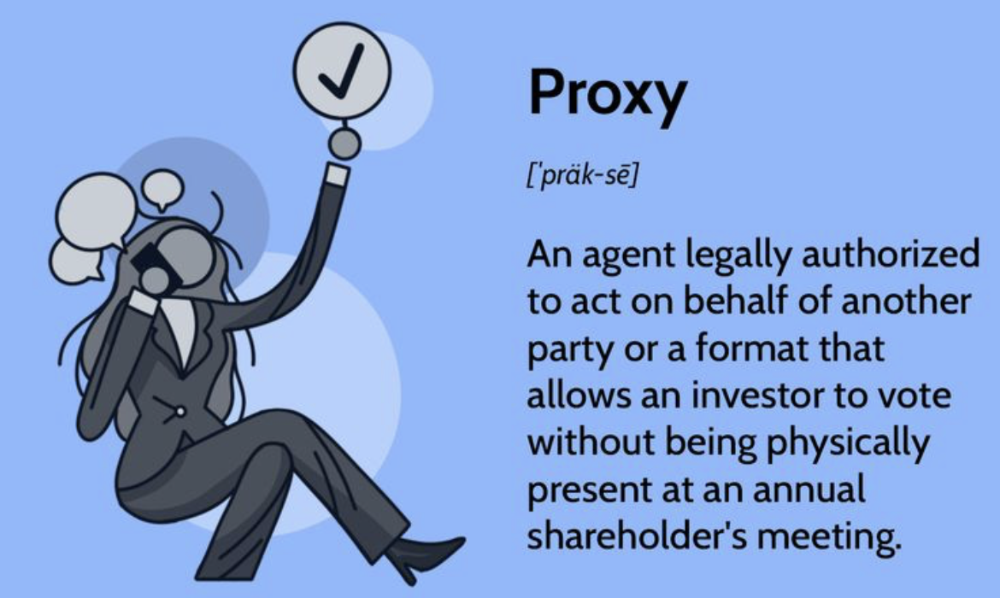 Proxy
[ˈpräk-sē]
An agent legally authorized
to act on behalf of another
party or a format that
allows an investor to vote
without being physically
present at an annual
shareholder's meeting.